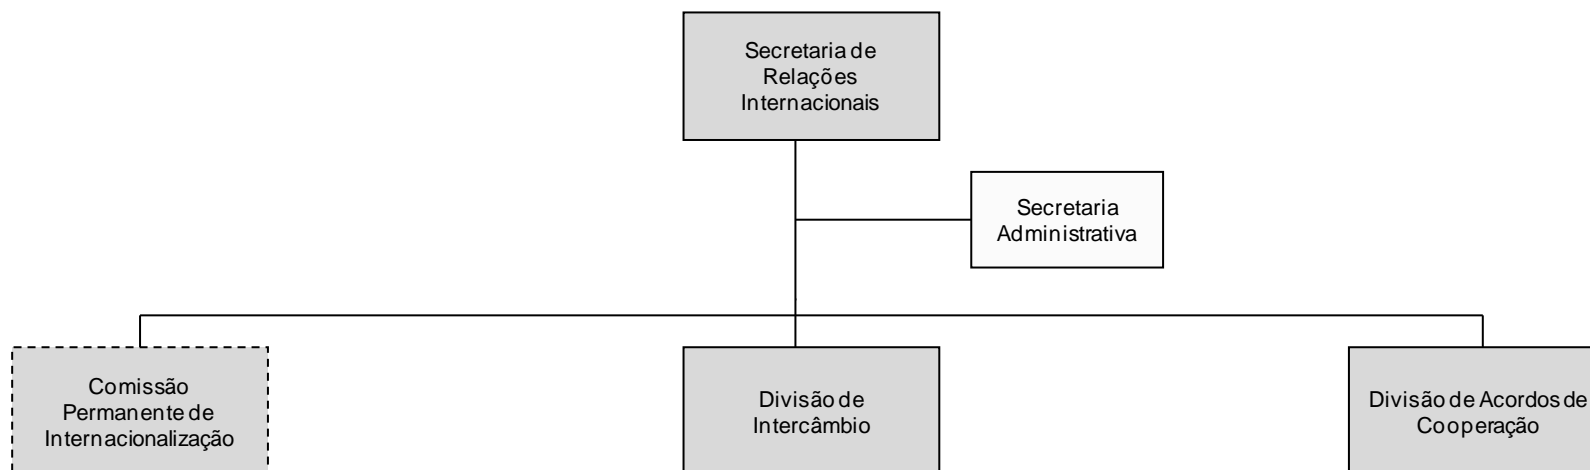 Secretaria de
Relações
Internacionais
Secretaria
Administrativa
Comissão
Permanente de
Internacionalização
Divisão de
Intercâmbio
Divisão de Acordos de
Cooperação